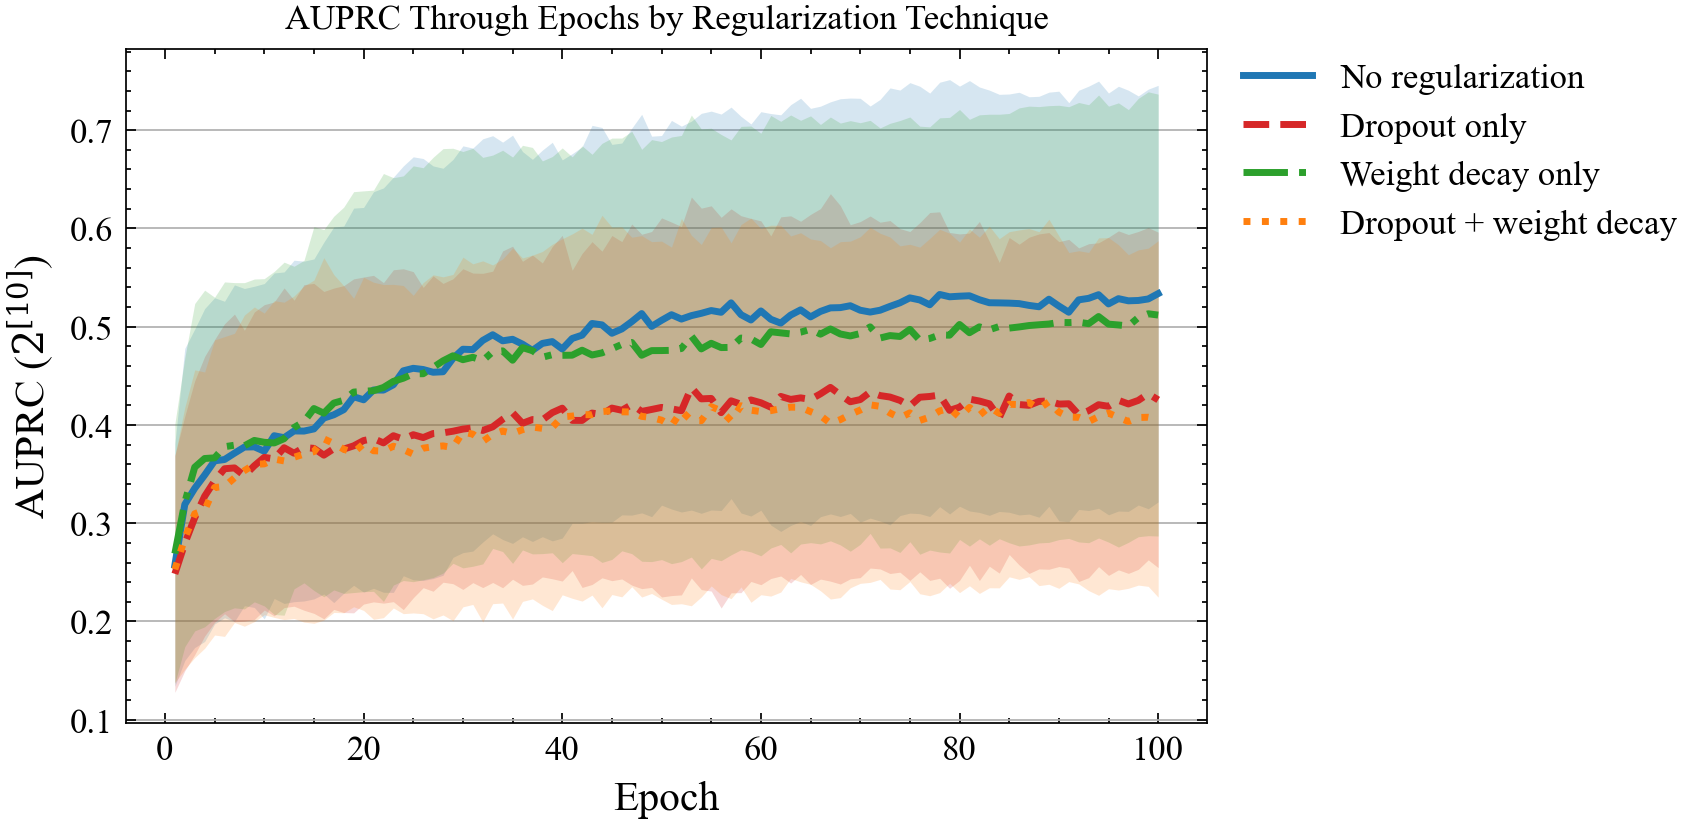 AUPRC Through Epochs by Regularization Technique
No regularization
Dropout only
Weight decay only
Dropout + weight decay
AUPRC (2^[10])
0.7
0.6
0.5
0.4
0.3
0.2
0.1
0 20 40 60 80 100
Epoch